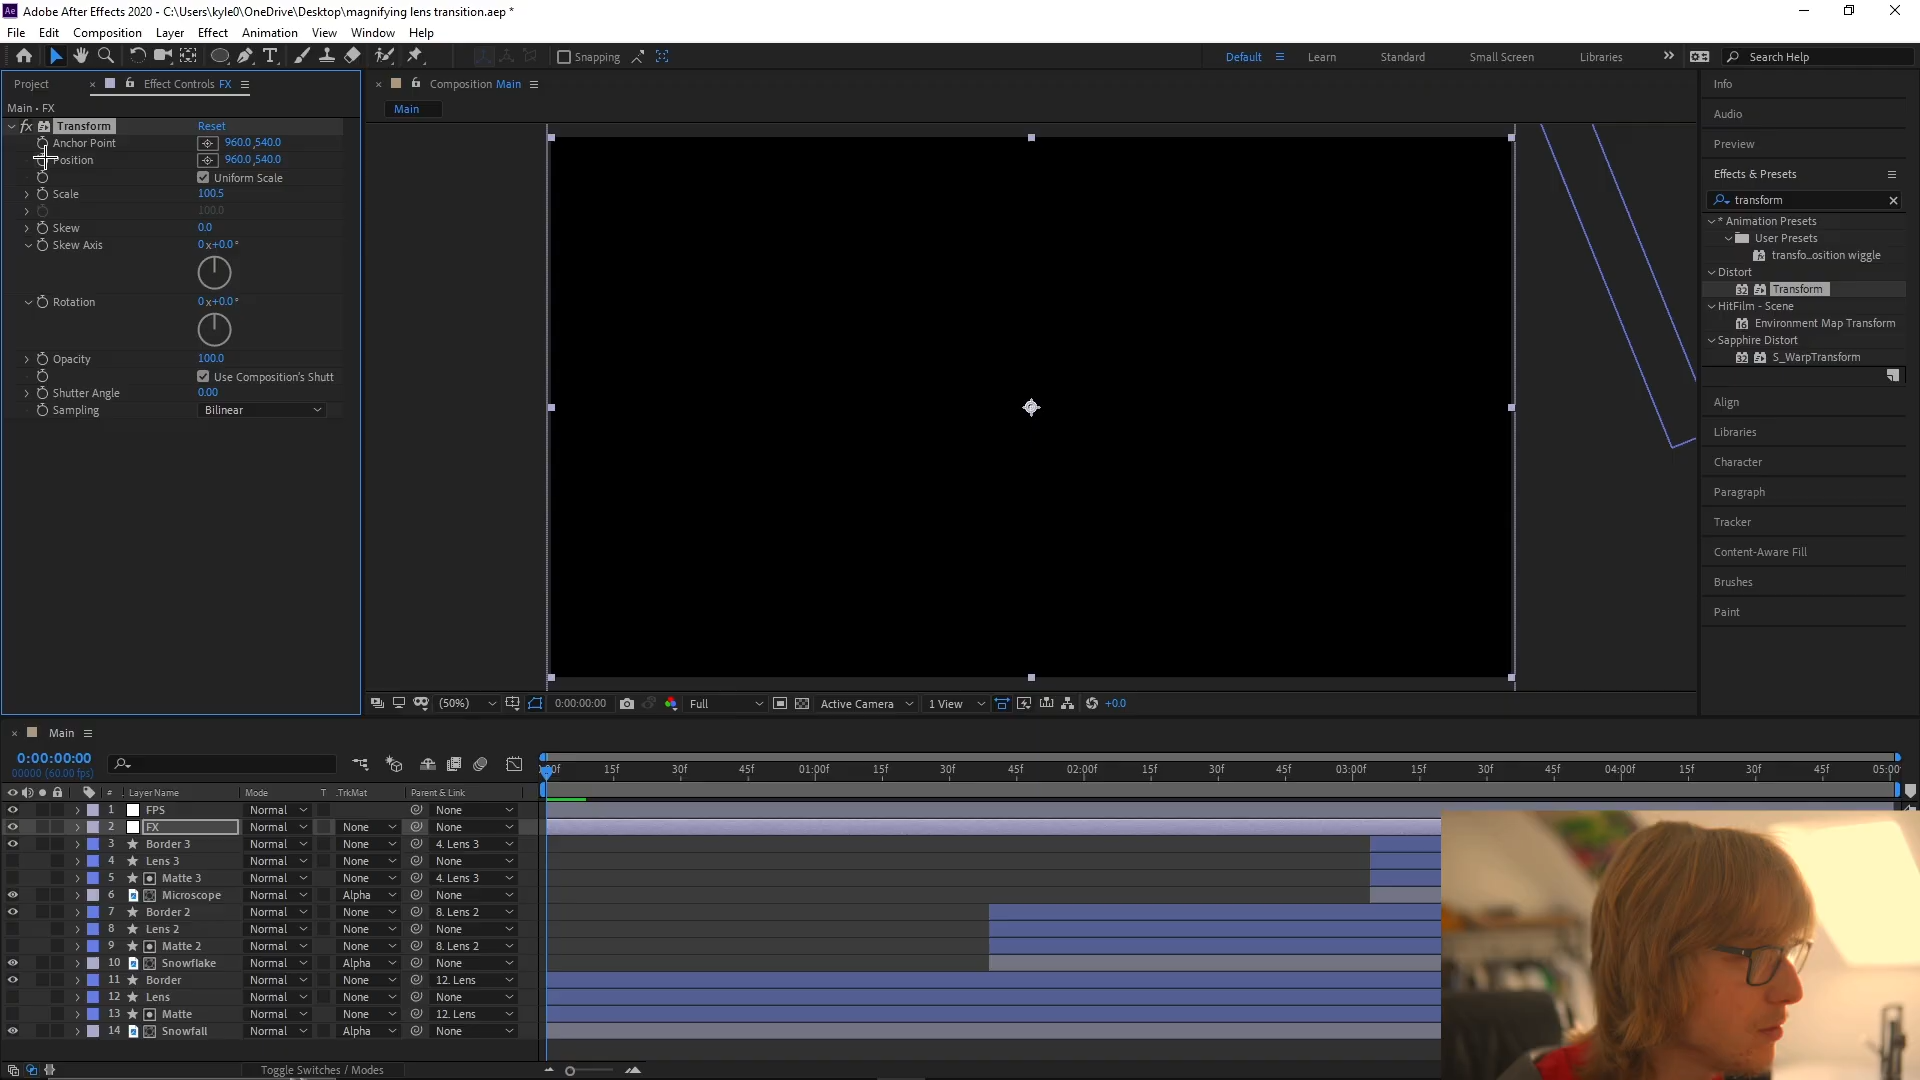 Adobe After Effects 2020 - C:\Users\kyle0\OneDrive\Desktop\magnifying lens transition.aep *
File Edit Composition Layer Effect Animation View Window Help
Snapping
Default Learn Standard Small Screen Libraries Search Help
Project Effect Controls FX
Composition Main
Main • FX
Main
fx Transform Reset
Anchor Point 960.0,540.0
Position 960.0,540.0
Uniform Scale
Scale 100.5
100.0
Skew 0.0
Skew Axis 0x+0.0°
Rotation 0x+0.0°
Opacity 100.0
Use Composition's Shutt
Shutter Angle 0.00
Sampling Bilinear
Info
Audio
Preview
Effects & Presets
transform
* Animation Presets
User Presets
transfo...osition wiggle
Distort
32 Transform
HitFilm - Scene
16 Environment Map Transform
Sapphire Distort
32 S_WarpTransform
Align
Libraries
Character
Paragraph
Tracker
Content-Aware Fill
Brushes
Paint
(50%) 0:00:00:00 Full Active Camera 1 View +0.0
Main
0:00:00:00
00000 (60.00 fps)
15f 30f 45f 01:00f 15f 30f 45f 02:00f 15f 30f 45f 03:00f 15f 30f 45f 04:00f 15f 30f 45f 05:00
# Layer Name Mode T .TrkMat Parent & Link
1 FPS Normal None
2 FX Normal None None
3 Border 3 Normal None 4. Lens 3
4 Lens 3 Normal None None
5 Matte 3 Normal None 4. Lens 3
6 Microscope Normal Alpha None
7 Border 2 Normal None 8. Lens 2
8 Lens 2 Normal None None
9 Matte 2 Normal None 8. Lens 2
10 Snowflake Normal Alpha None
11 Border Normal None 12. Lens
12 Lens Normal None None
13 Matte Normal None 12. Lens
14 Snowfall Normal Alpha None
Toggle Switches / Modes